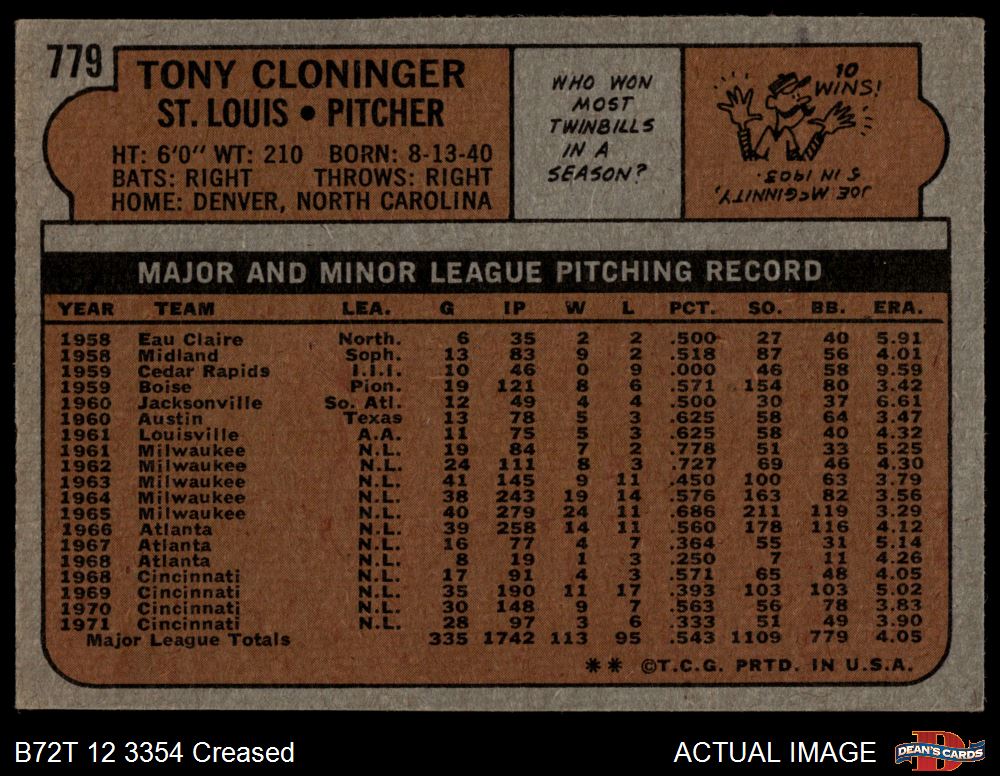 779
TONY CLONINGER
ST. LOUIS • PITCHER
HT: 6'0" WT: 210 BORN: 8-13-40
BATS: RIGHT THROWS: RIGHT
HOME: DENVER, NORTH CAROLINA
WHO WON
MOST
TWINBILLS
IN A
SEASON?
10
WINS!
JOE McGINNITY,
5 IN 1903.
MAJOR AND MINOR LEAGUE PITCHING RECORD
YEAR TEAM LEA. G IP W L PCT. SO. BB. ERA.
1958 Eau Claire North. 6 35 2 2 .500 27 40 5.91
1958 Midland Soph. 13 83 9 2 .518 87 56 4.01
1959 Cedar Rapids I.I.I. 10 46 0 9 .000 46 58 9.59
1959 Boise Pion. 19 121 8 6 .571 154 80 3.42
1960 Jacksonville So. Atl. 12 49 4 4 .500 30 37 6.61
1960 Austin Texas 13 78 5 3 .625 58 64 3.47
1961 Louisville A.A. 11 75 5 3 .625 58 40 4.32
1961 Milwaukee N.L. 19 84 7 2 .778 51 33 5.25
1962 Milwaukee N.L. 24 111 8 3 .727 69 46 4.30
1963 Milwaukee N.L. 41 145 9 11 .450 100 63 3.79
1964 Milwaukee N.L. 38 243 19 14 .576 163 82 3.56
1965 Milwaukee N.L. 40 279 24 11 .686 211 119 3.29
1966 Atlanta N.L. 39 258 14 11 .560 178 116 4.12
1967 Atlanta N.L. 16 77 4 7 .364 55 31 5.14
1968 Atlanta N.L. 8 19 1 3 .250 7 11 4.26
1968 Cincinnati N.L. 17 91 4 3 .571 65 48 4.05
1969 Cincinnati N.L. 35 190 11 17 .393 103 103 5.02
1970 Cincinnati N.L. 30 148 9 7 .563 56 78 3.83
1971 Cincinnati N.L. 28 97 3 6 .333 51 49 3.90
Major League Totals 335 1742 113 95 .543 1109 779 4.05
** ©T.C.G. PRTD. IN U.S.A.
B72T 12 3354 Creased
ACTUAL IMAGE
DEAN'S CARDS